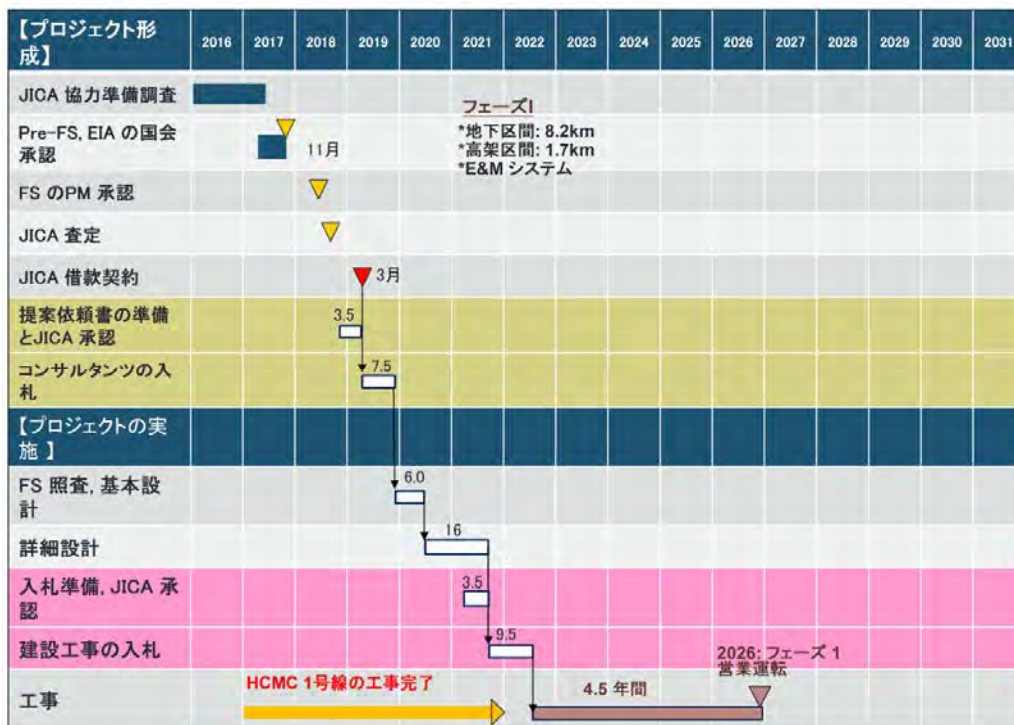 【プロジェクト形
成】
2016 2017 2018 2019 2020 2021 2022 2023 2024 2025 2026 2027 2028 2029 2030 2031
JICA 協力準備調査
フェーズI
*地下区間: 8.2km
*高架区間: 1.7km
*E&M システム
Pre-FS, EIA の国会
承認
11月
FS のPM 承認
JICA 査定
JICA 借款契約
3月
提案依頼書の準備
とJICA 承認
3.5
コンサルタンツの入
札
7.5
【プロジェクトの実
施 】
FS 照査, 基本設
計
6.0
詳細設計
16
入札準備, JICA 承
認
3.5
建設工事の入札
9.5
2026: フェーズ 1
営業運転
工事
HCMC 1号線の工事完了
4.5 年間